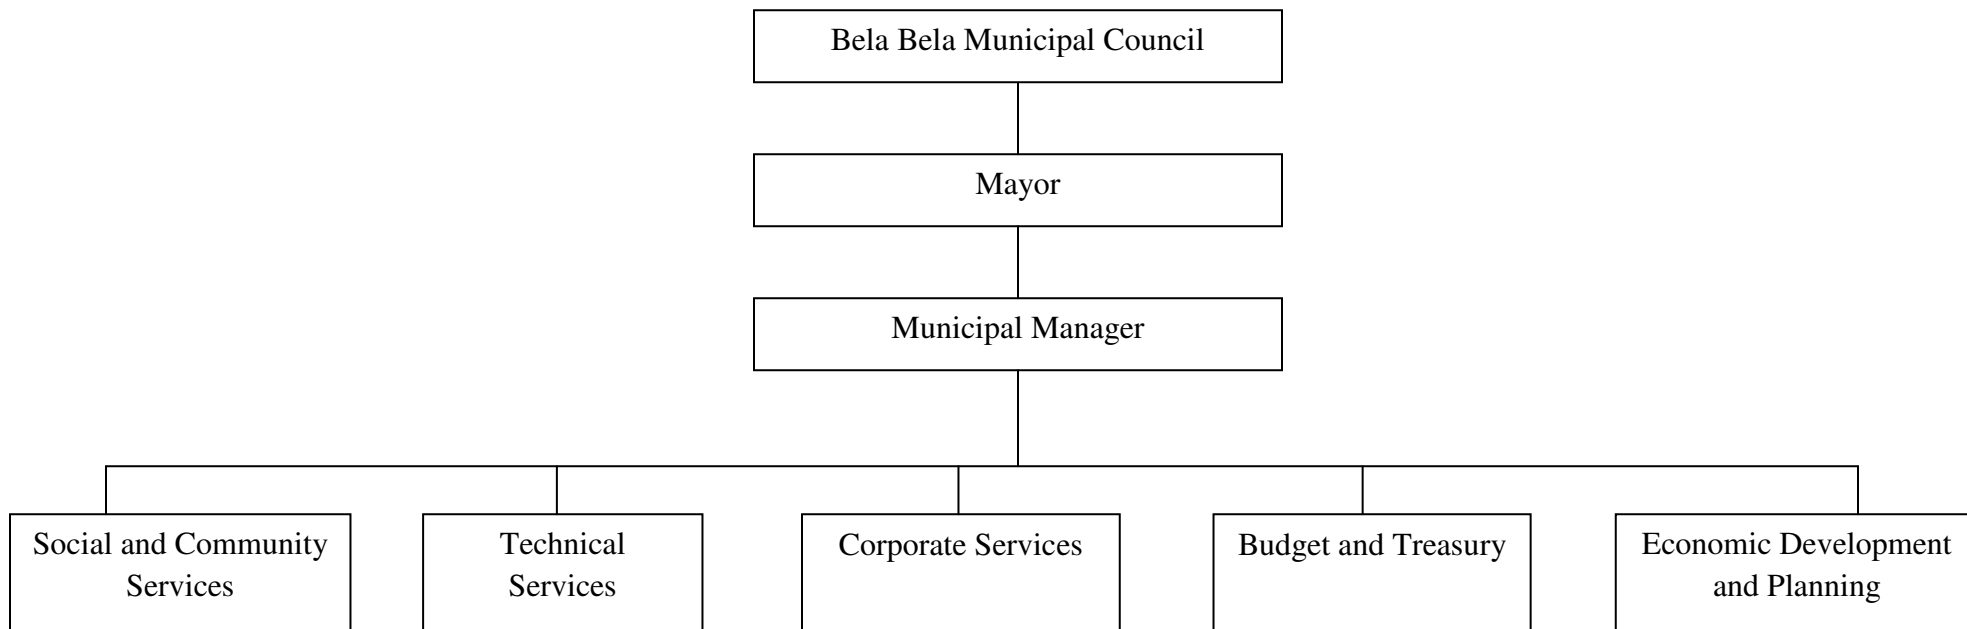 Bela Bela Municipal Council
Mayor
Municipal Manager
Social and Community
Services
Technical
Services
Corporate Services
Budget and Treasury
Economic Development
and Planning